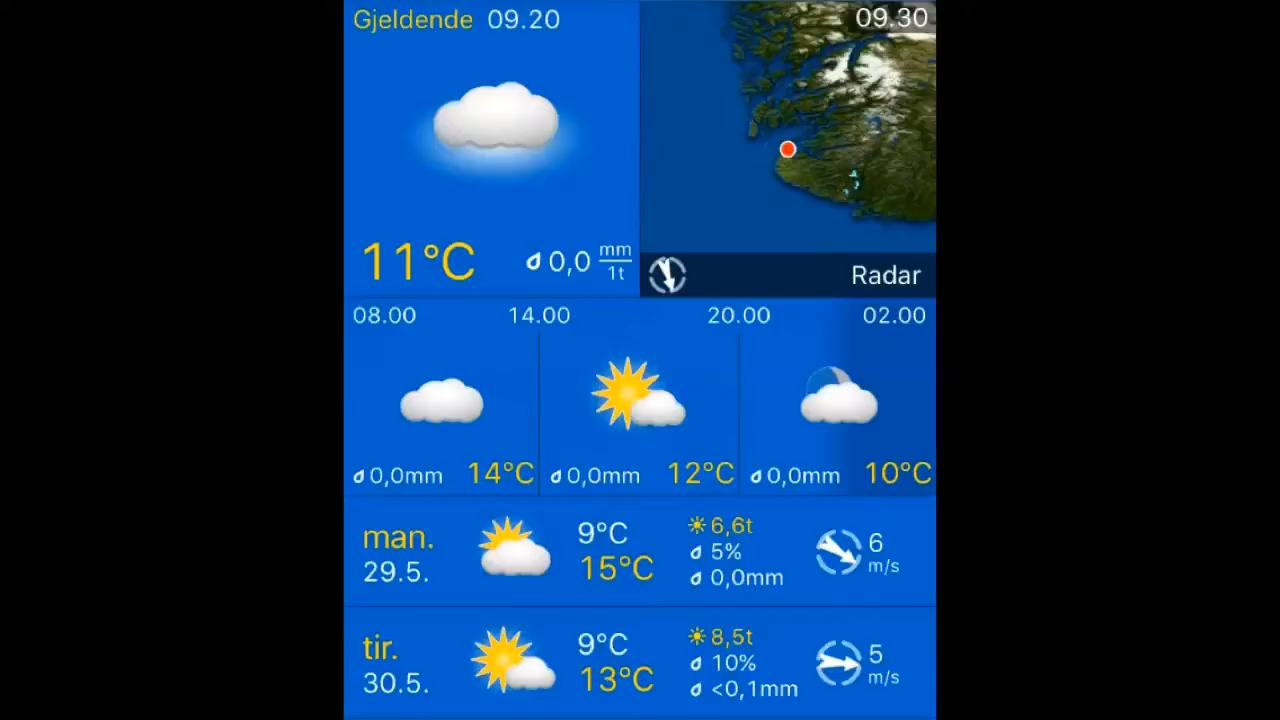 Gjeldende 09.20
09.30
11°C
0,0 mm
1t
Radar
08.00 14.00 20.00 02.00
0,0mm 14°C 0,0mm 12°C 0,0mm 10°C
man.
29.5.
9°C
15°C
6,6t
5%
0,0mm
6
m/s
tir.
30.5.
9°C
13°C
8,5t
10%
<0,1mm
5
m/s